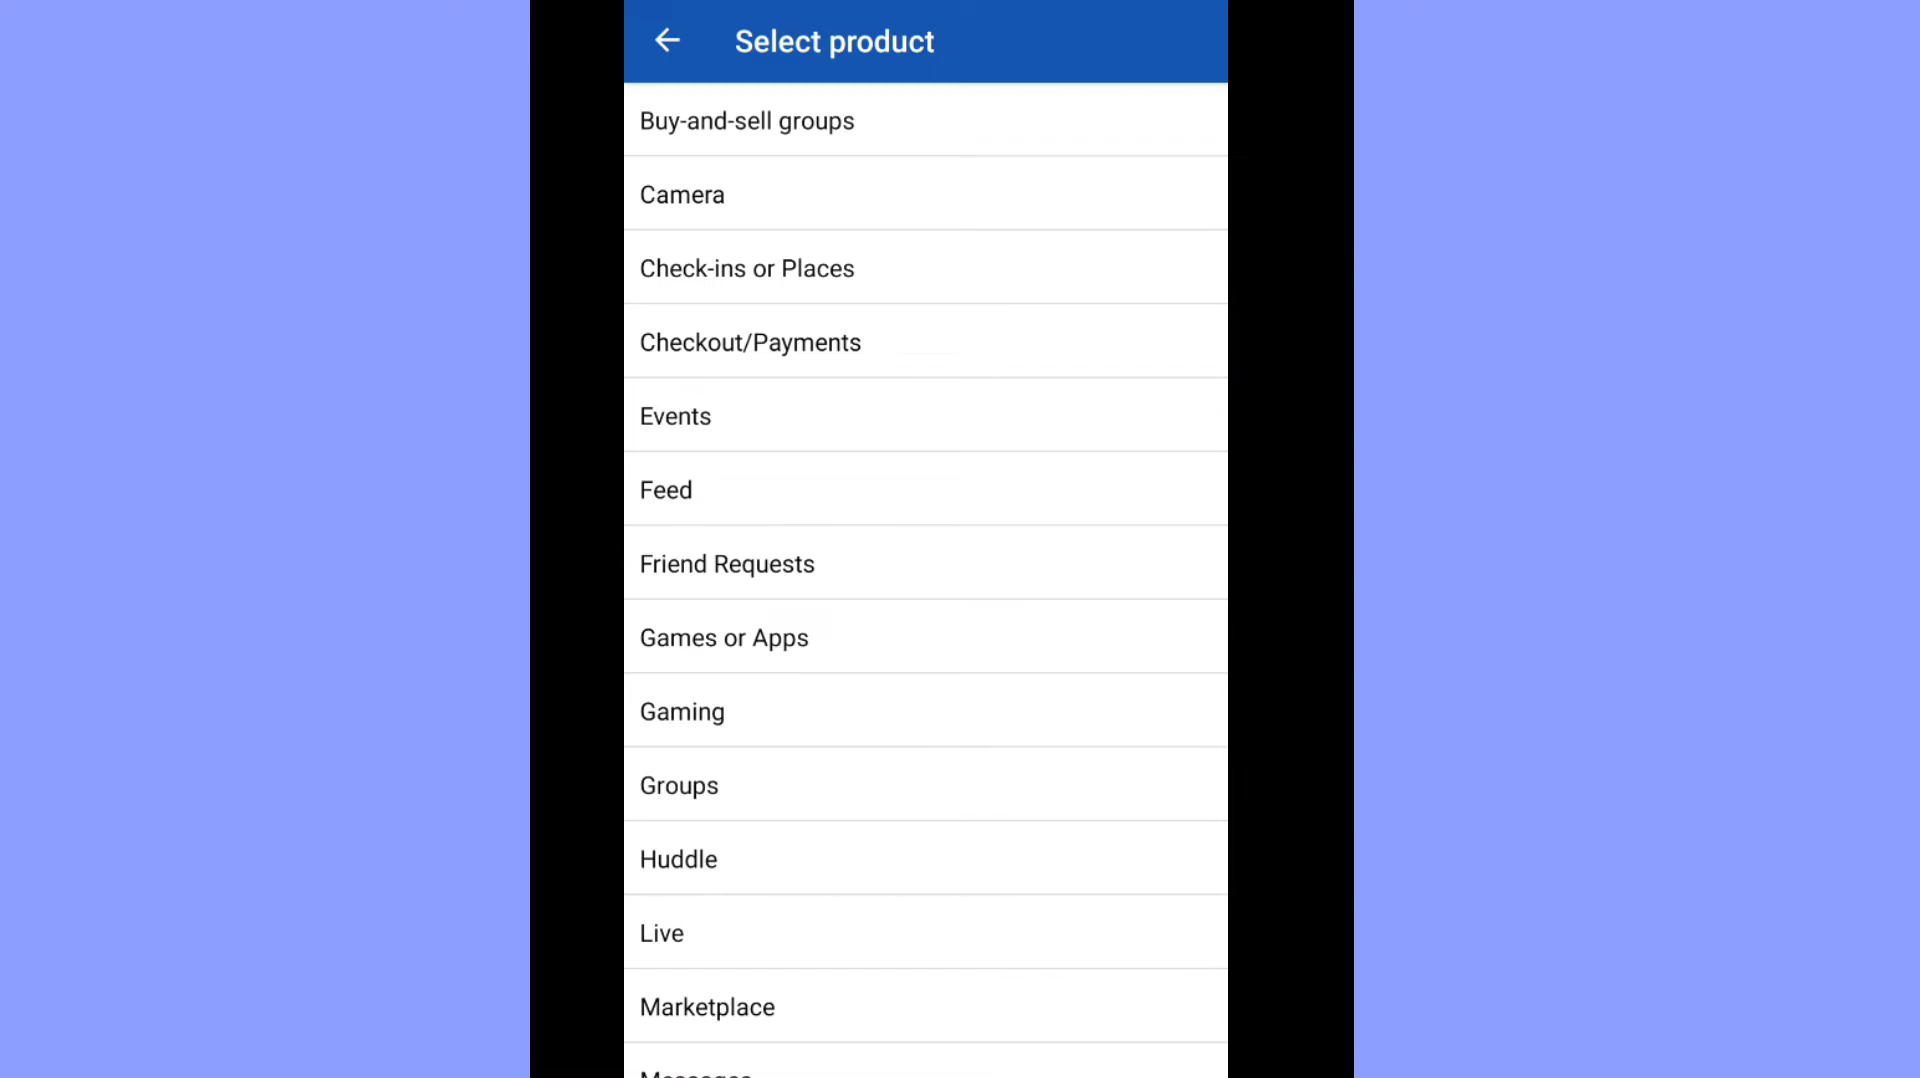 Select product
Buy-and-sell groups
Camera
Check-ins or Places
Checkout/Payments
Events
Feed
Friend Requests
Games or Apps
Gaming
Groups
Huddle
Live
Marketplace